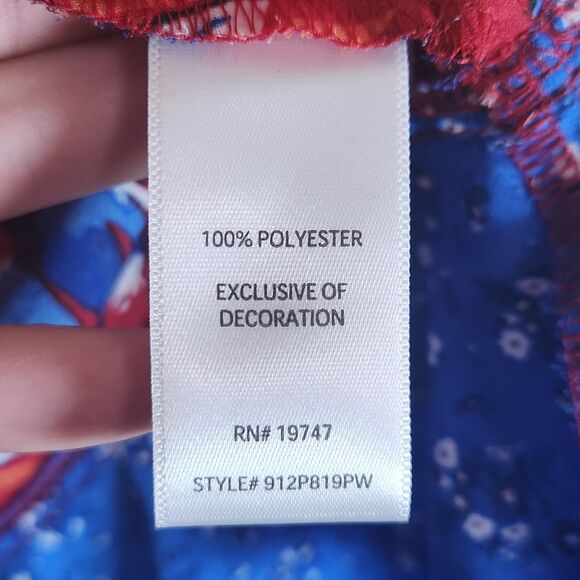 100% POLYESTER
EXCLUSIVE OF
DECORATION
RN# 19747
STYLE# 912P819PW